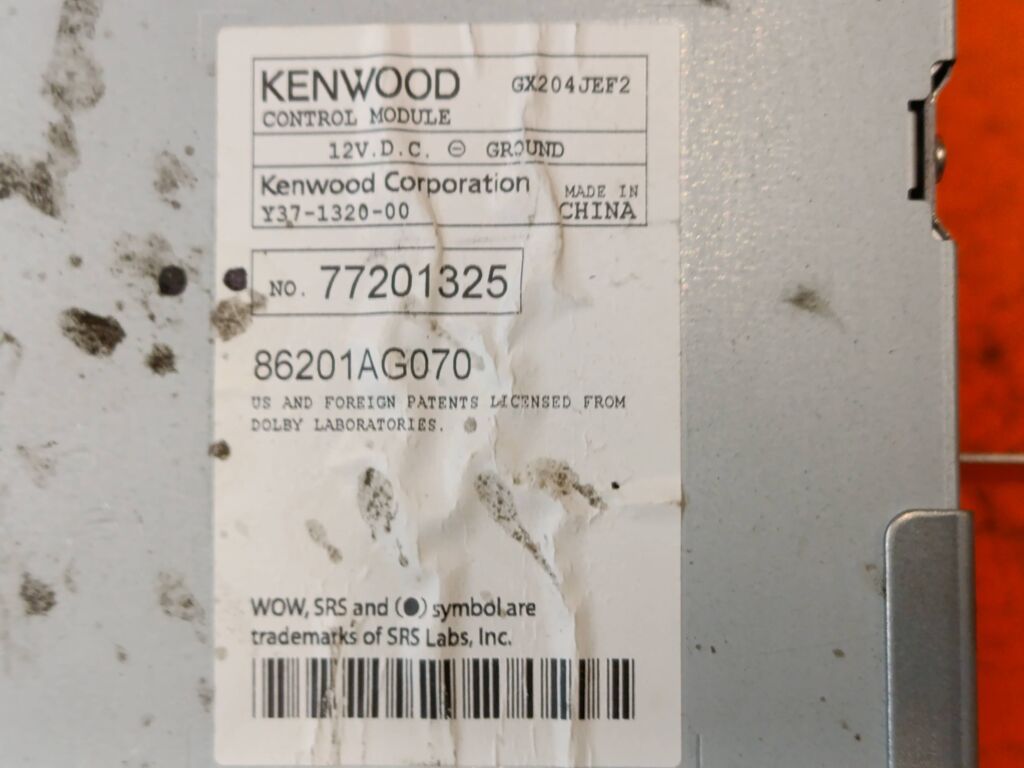 KENWOOD GX204JEF2
CONTROL MODULE
12V.D.C. ⊖ GROUND
Kenwood Corporation MADE IN
Y37-1320-00 CHINA
NO. 77201325
86201AG070
US AND FOREIGN PATENTS LICENSED FROM
DOLBY LABORATORIES.
WOW, SRS and (●) symbol are
trademarks of SRS Labs, Inc.